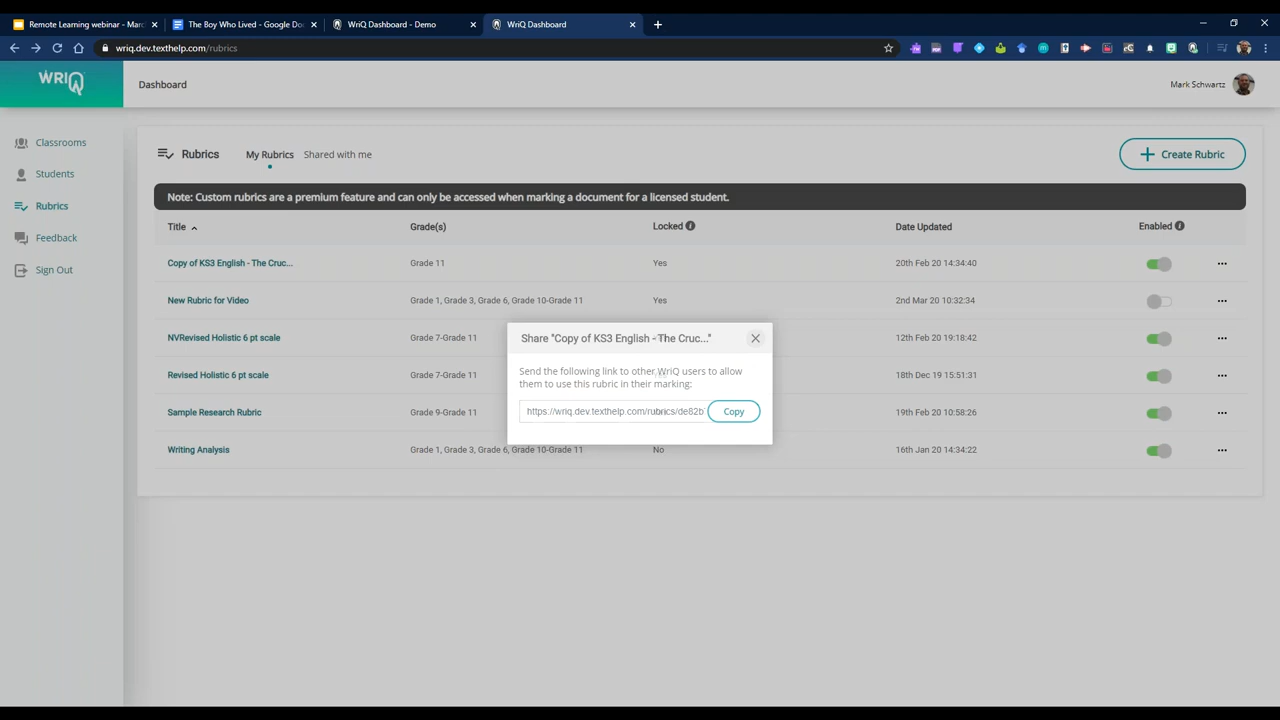 Remote Learning webinar - Marc
The Boy Who Lived - Google Do
WriQ Dashboard - Demo
WriQ Dashboard
wriq.dev.texthelp.com/rubrics
WRIQ
Dashboard
Mark Schwartz
Classrooms
Students
Rubrics
Feedback
Sign Out
Rubrics
My Rubrics
Shared with me
Create Rubric
Note: Custom rubrics are a premium feature and can only be accessed when marking a document for a licensed student.
Title Grade(s) Locked Date Updated Enabled
Copy of KS3 English - The Cruc... Grade 11 Yes 20th Feb 20 14:34:40
New Rubric for Video Grade 1, Grade 3, Grade 6, Grade 10-Grade 11 Yes 2nd Mar 20 10:32:34
NVRevised Holistic 6 pt scale Grade 7-Grade 11 12th Feb 20 19:18:42
Revised Holistic 6 pt scale Grade 7-Grade 11 18th Dec 19 15:51:31
Sample Research Rubric Grade 9-Grade 19th Feb 20 10:58:26
Writing Analysis Grade 1, Grade 3, Grade 6, Grade 10-Grade 11 No 16th Jan 20 14:34:22
Share "Copy of KS3 English - The Cruc..."
Send the following link to other WriQ users to allow
them to use this rubric in their marking:
https://wriq.dev.texthelp.com/rubrics/de82b
Copy